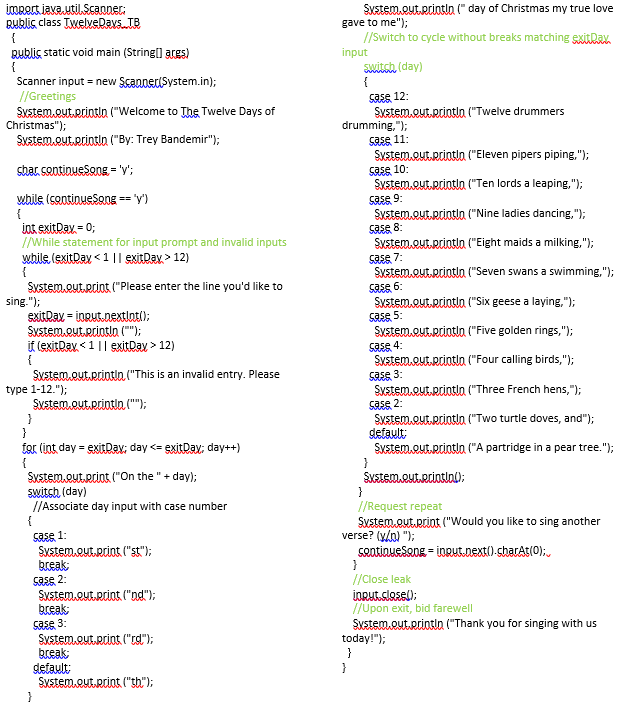 import java.util.Scanner;
public class TwelveDays_TB
{
public static void main (String[] args)
{
Scanner input = new Scanner(System.in);
//Greetings
System.out.println ("Welcome to The Twelve Days of
Christmas");
System.out.println ("By: Trey Bandemir");
char continueSong = 'y';
while (continueSong == 'y')
{
int exitDay = 0;
//While statement for input prompt and invalid inputs
while (exitDay < 1 || exitDay > 12)
{
System.out.print ("Please enter the line you'd like to
sing.");
exitDay = input.nextInt();
System.out.println ("");
if (exitDay < 1 || exitDay > 12)
{
System.out.println ("This is an invalid entry. Please
type 1-12.");
System.out.println ("");
}
}
for (int day = exitDay; day <= exitDay; day++)
{
System.out.print ("On the " + day);
switch (day)
//Associate day input with case number
{
case 1:
System.out.print ("st");
break;
case 2:
System.out.print ("nd");
break;
case 3:
System.out.print ("rd");
break;
default:
System.out.print ("th");
}
System.out.println (" day of Christmas my true love
gave to me");
//Switch to cycle without breaks matching exitDay
input
switch (day)
{
case 12:
System.out.println ("Twelve drummers
drumming,");
case 11:
System.out.println ("Eleven pipers piping,");
case 10:
System.out.println ("Ten lords a leaping,");
case 9:
System.out.println ("Nine ladies dancing,");
case 8:
System.out.println ("Eight maids a milking,");
case 7:
System.out.println ("Seven swans a swimming,");
case 6:
System.out.println ("Six geese a laying,");
case 5:
System.out.println ("Five golden rings,");
case 4:
System.out.println ("Four calling birds,");
case 3:
System.out.println ("Three French hens,");
case 2:
System.out.println ("Two turtle doves, and");
default:
System.out.println ("A partridge in a pear tree.");
}
System.out.println();
}
//Request repeat
System.out.print ("Would you like to sing another
verse? (y/n) ");
continueSong = input.next().charAt(0);
}
//Close leak
input.close();
//Upon exit, bid farewell
System.out.println ("Thank you for singing with us
today!");
}
}